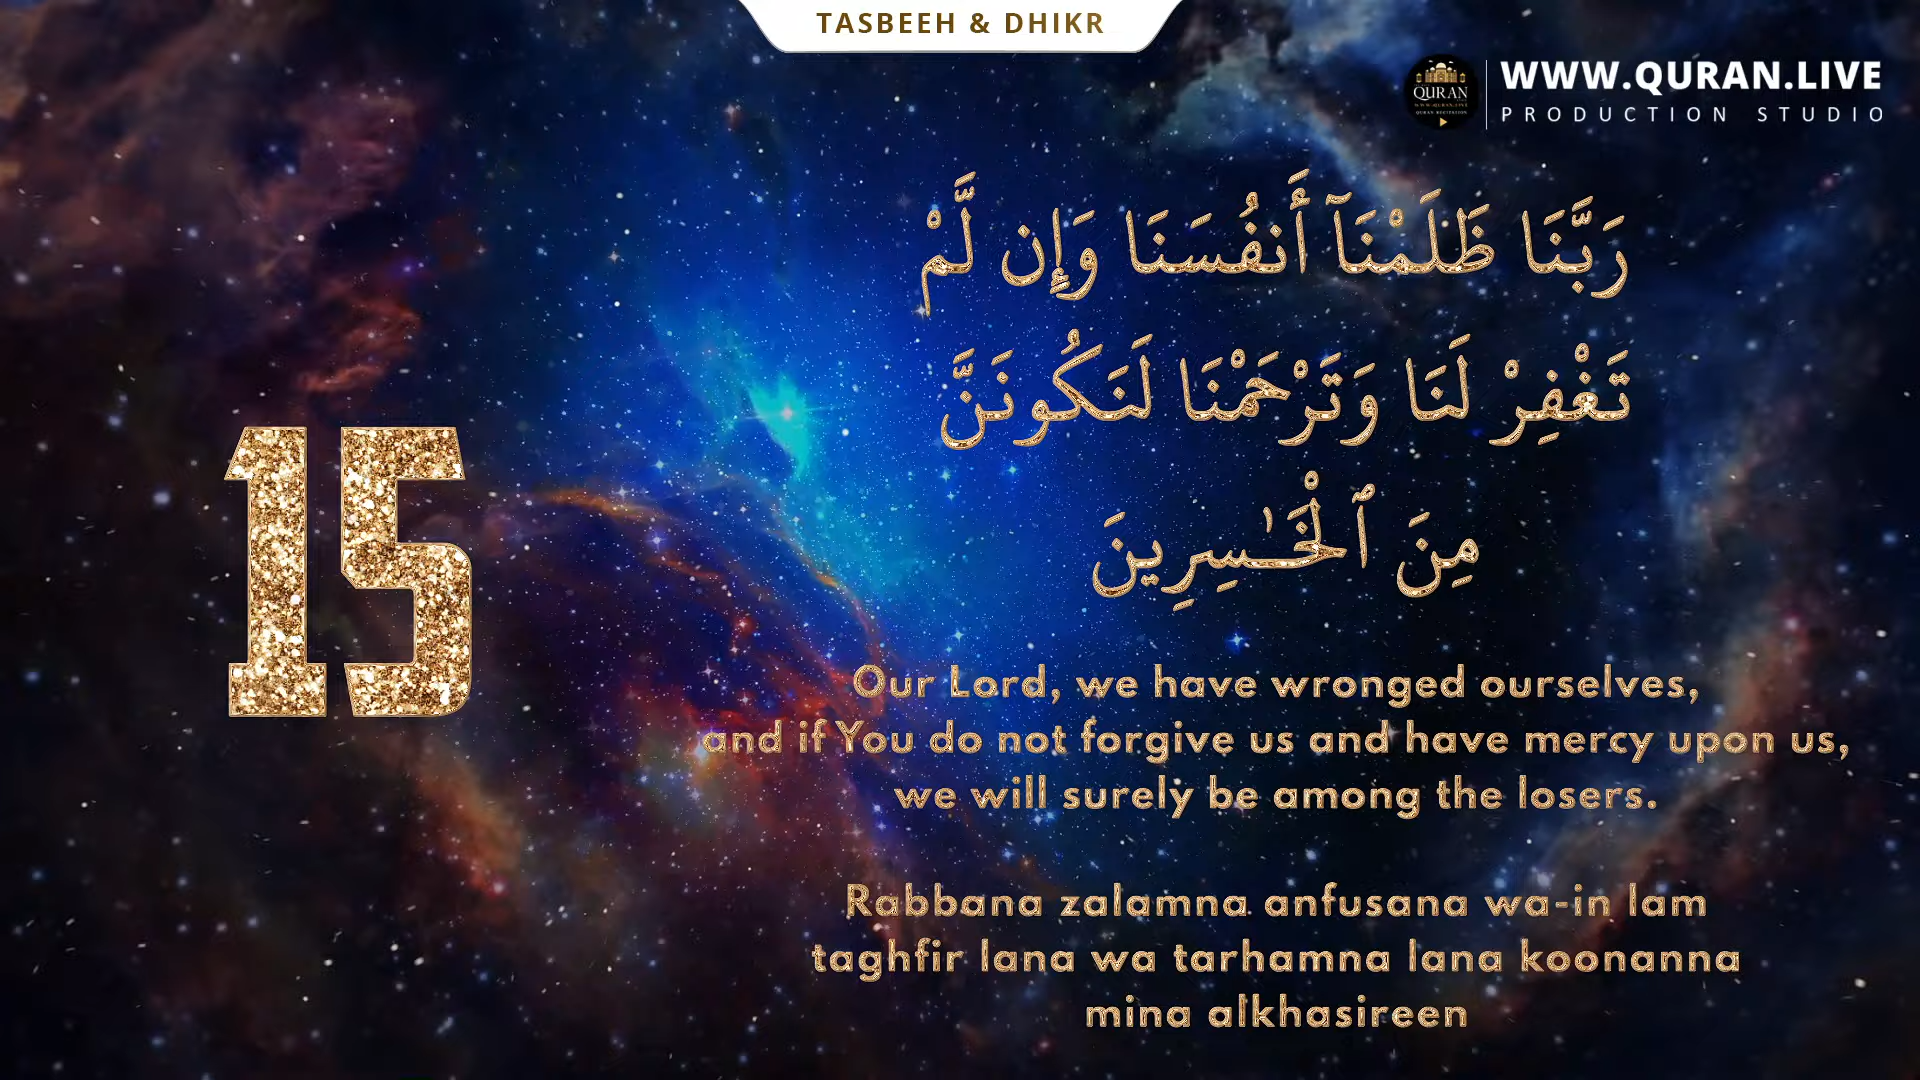 TASBEEH & DHIKR
QURAN
WWW.QURAN.LIVE
PRODUCTION STUDIO
رَبَّنَا ظَلَمْنَآ أَنفُسَنَا وَإِن لَّمْ
تَغْفِرْ لَنَا وَتَرْحَمْنَا لَنَكُونَنَّ
مِنَ ٱلْخَـٰسِرِينَ
15
Our Lord, we have wronged ourselves,
and if You do not forgive us and have mercy upon us,
we will surely be among the losers.
Rabbana zalamna anfusana wa-in lam
taghfir lana wa tarhamna lana koonanna
mina alkhasireen